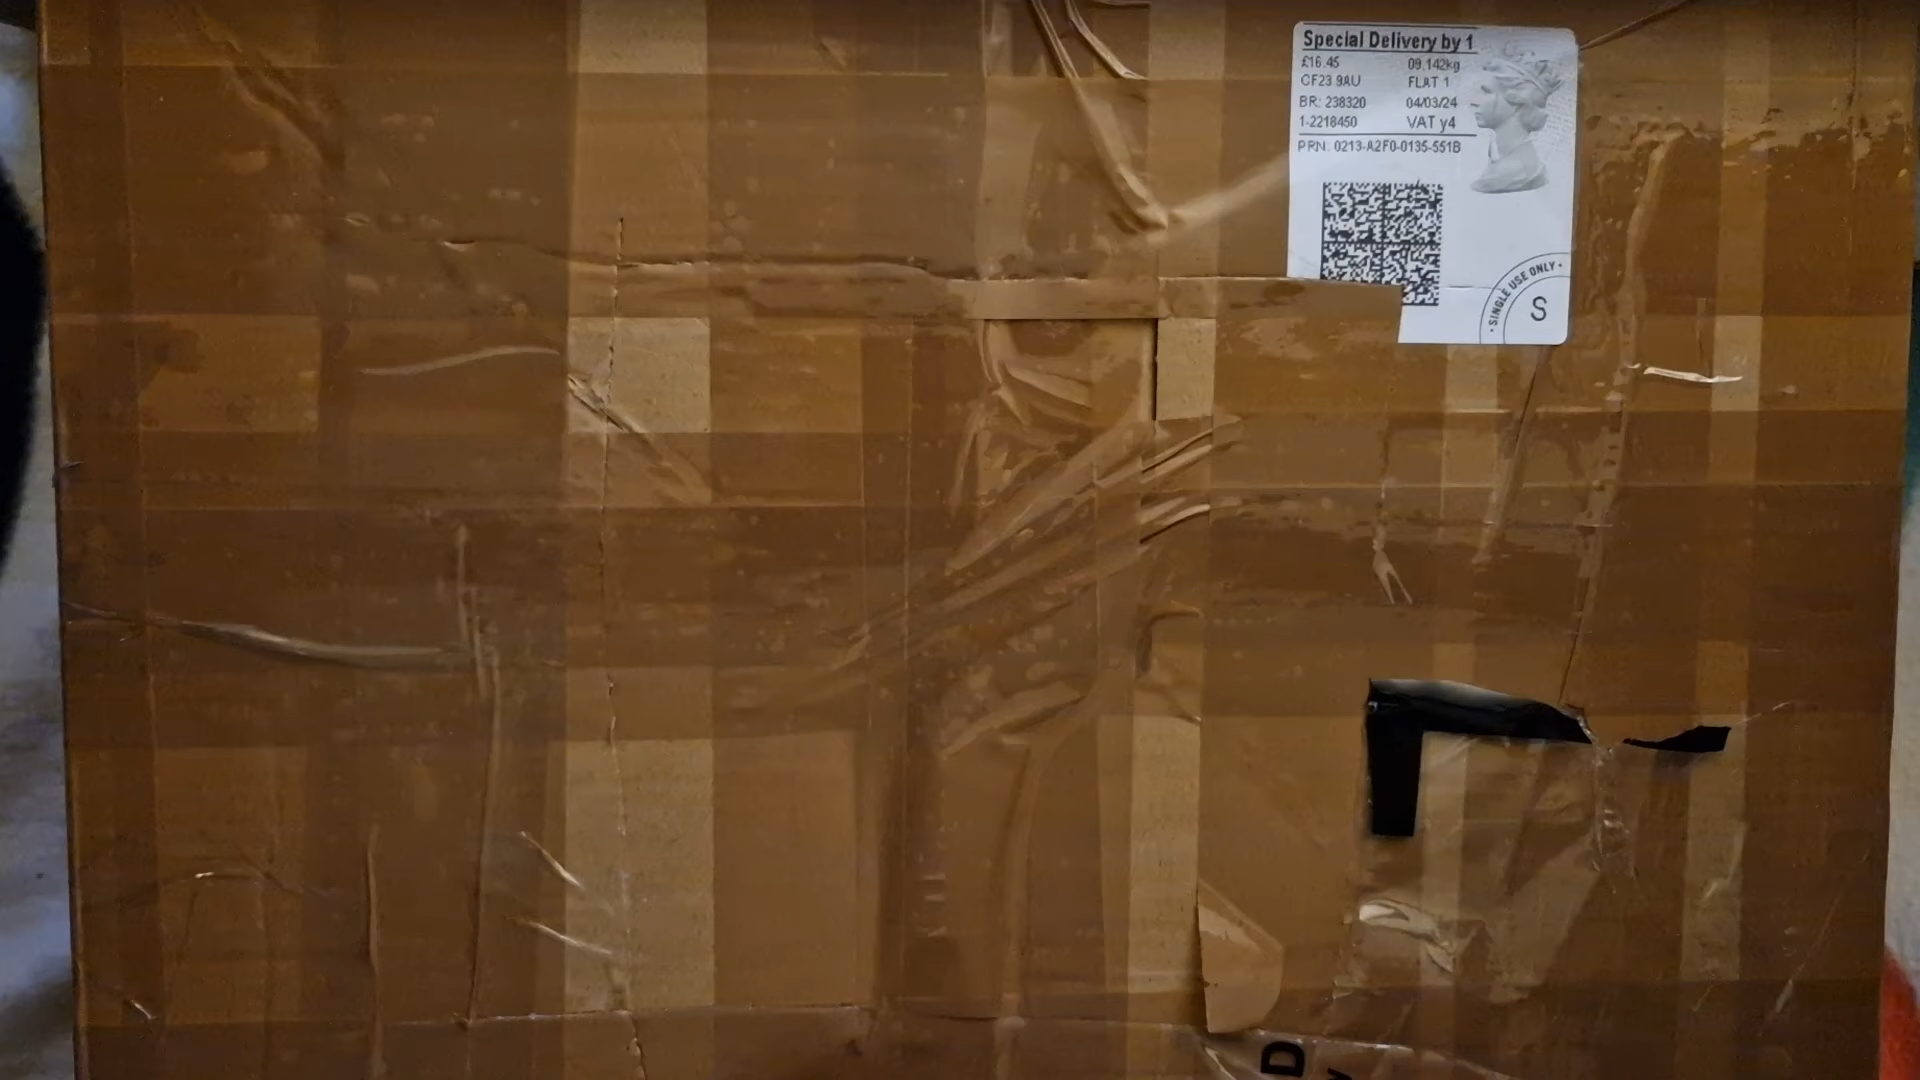 Special Delivery by 1
£16.45 09.142kg
CF23 9AU FLAT 1
BR: 238320 04/03/24
1-2218450 VAT y4
PRN: 0213-A2F0-0135-551B
• SINGLE USE ONLY •
S
D